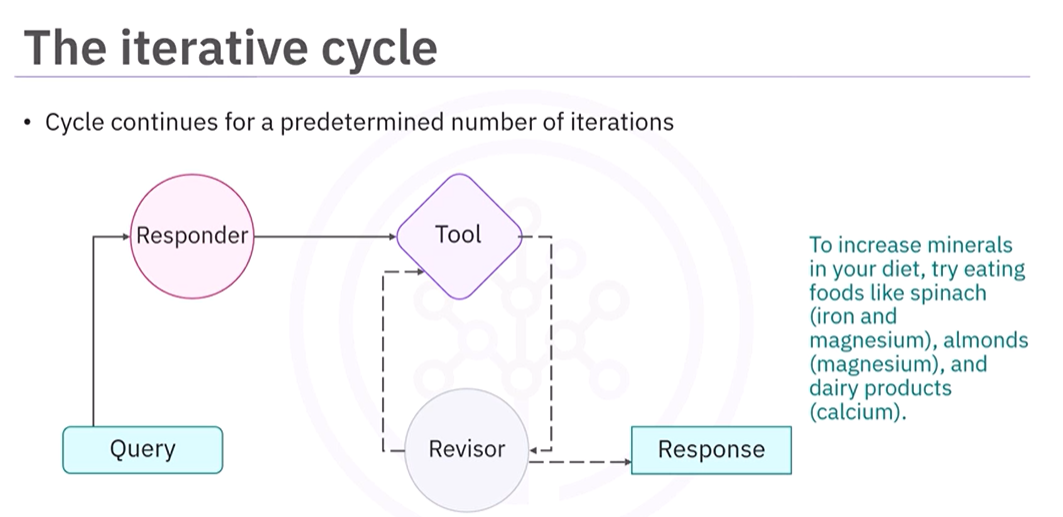 The iterative cycle
• Cycle continues for a predetermined number of iterations
Responder
Tool
To increase minerals
in your diet, try eating
foods like spinach
(iron and
magnesium), almonds
(magnesium), and
dairy products
(calcium).
Query
Revisor
Response